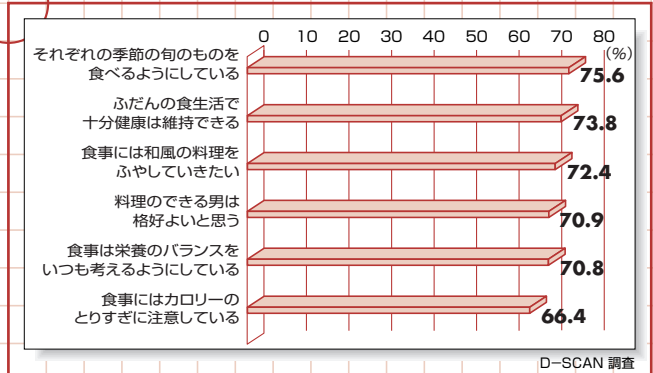 0 10 20 30 40 50 60 70 80
(%)
それぞれの季節の旬のものを
食べるようにしている
75.6
ふだんの食生活で
十分健康は維持できる
73.8
食事には和風の料理を
ふやしていきたい
72.4
料理のできる男は
格好よいと思う
70.9
食事は栄養のバランスを
いつも考えるようにしている
70.8
食事にはカロリーの
とりすぎに注意している
66.4
D-SCAN 調査